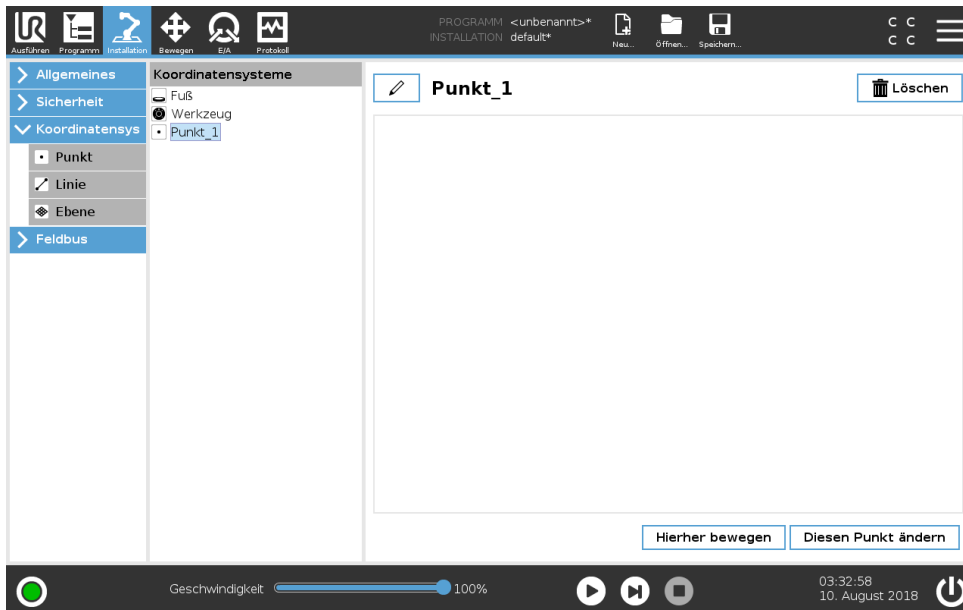 UR
PROGRAMM <unbenannt>*
INSTALLATION default*
Ausführen Programm Installation Bewegen E/A Protokoll
Neu... Öffnen... Speichern...
C C
C C
Allgemeines
Sicherheit
Koordinatensys
Punkt
Linie
Ebene
Feldbus
Koordinatensysteme
Fuß
Werkzeug
Punkt_1
Punkt_1
Löschen
Hierher bewegen
Diesen Punkt ändern
Geschwindigkeit 100%
03:32:58
10. August 2018